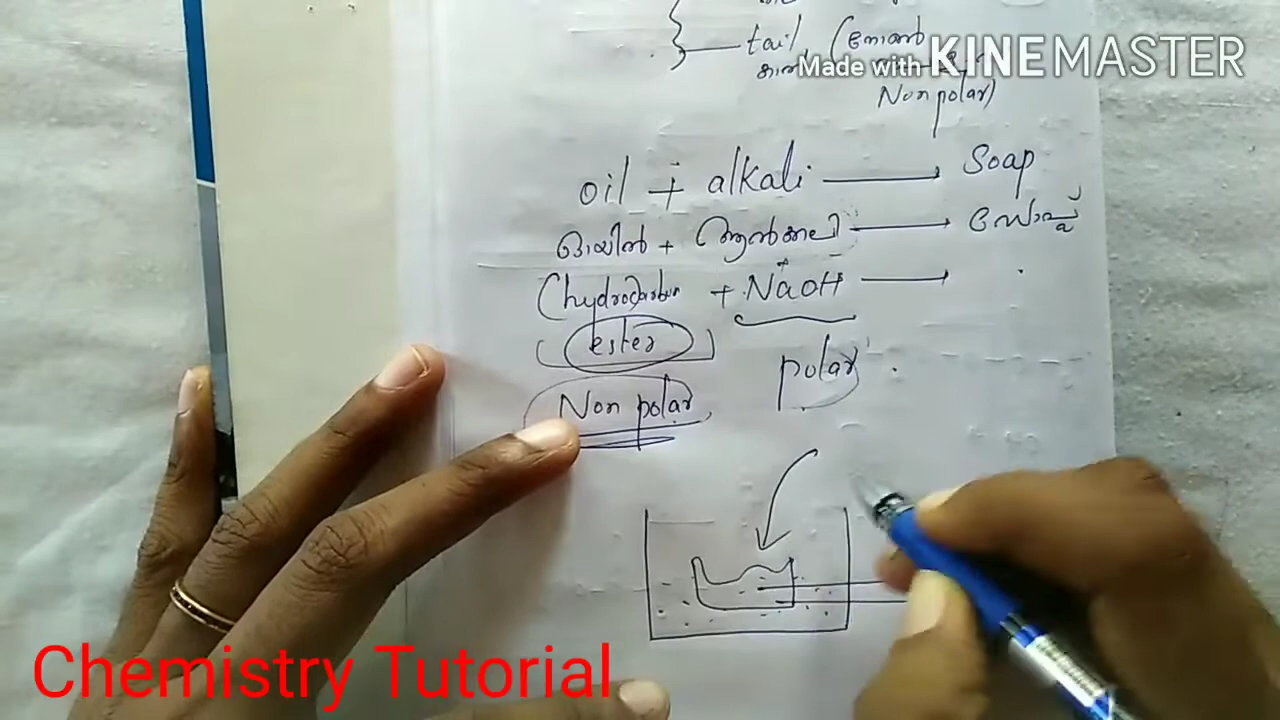 tail (
Made with KINEMASTER
Non polar)
oil + alkali → Soap
ഓയിൽ + ആൽക്കലി → സോപ്പ്
(hydrocarbon + NaOH →
ester
polar
Non polar
Chemistry Tutorial